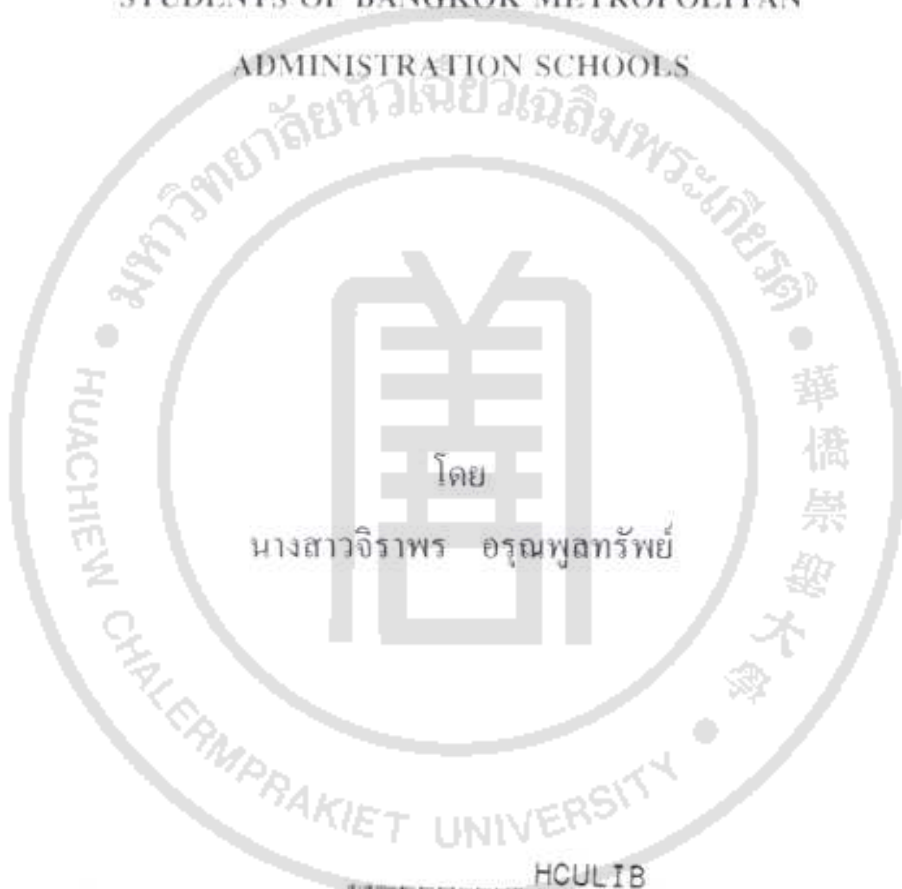 STUDENTS OF BANGKOK METROPOLITAN
ADMINISTRATION SCHOOLS
มหาวิทยาลัยหัวเฉียวเฉลิมพระเกียรติ
華僑崇聖大學
HUACHIEW CHALERMPRAKIET UNIVERSITY
โดย
นางสาวจิราพร อรุณพูลทรัพย์
HCULIB